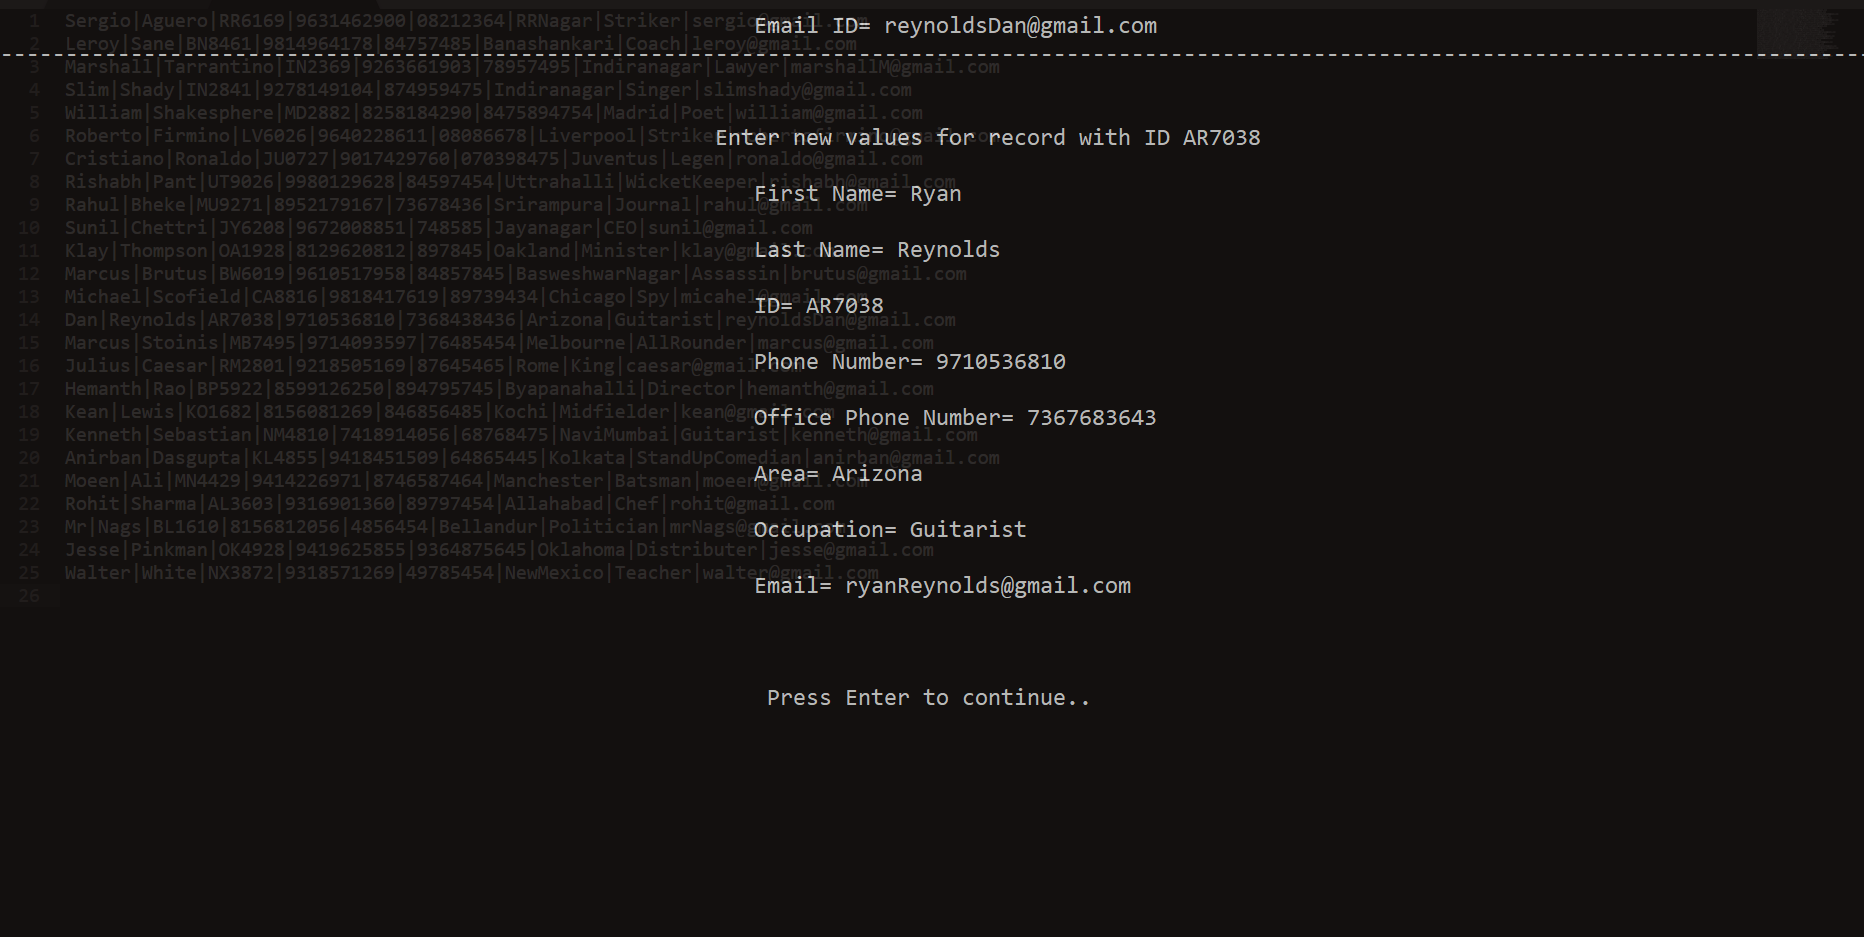 Email ID= reynoldsDan@gmail.com
--------------------------------------------------------------------------------
Enter new values for record with ID AR7038
First Name= Ryan
Last Name= Reynolds
ID= AR7038
Phone Number= 9710536810
Office Phone Number= 7367683643
Area= Arizona
Occupation= Guitarist
Email= ryanReynolds@gmail.com
Press Enter to continue..
1 Sergio|Aguero|RR6169|9631462900|08212364|RRNagar|Striker|sergio@gmail.com
2 Leroy|Sane|BN8461|9814964178|84757485|Banashankari|Coach|leroy@gmail.com
3 Marshall|Tarrantino|IN2369|9263661903|78957495|Indiranagar|Lawyer|marshallM@gmail.com
4 Slim|Shady|IN2841|9278149104|874959475|Indiranagar|Singer|slimshady@gmail.com
5 William|Shakesphere|MD2882|8258184290|8475894754|Madrid|Poet|william@gmail.com
6 Roberto|Firmino|LV6026|9640228611|08086678|Liverpool|Striker
7 Cristiano|Ronaldo|JU0727|9017429760|070398475|Juventus|Legen|ronaldo@gmail.com
8 Rishabh|Pant|UT9026|9980129628|84597454|Uttrahalli|WicketKeeper|rishabh@gmail.com
9 Rahul|Bheke|MU9271|8952179167|73678436|Srirampura|Journal|rahul@gmail.com
10 Sunil|Chettri|JY6208|9672008851|748585|Jayanagar|CEO|sunil@gmail.com
11 Klay|Thompson|OA1928|8129620812|897845|Oakland|Minister|klay@gmail.com
12 Marcus|Brutus|BW6019|9610517958|84857845|BasweshwarNagar|Assassin|brutus@gmail.com
13 Michael|Scofield|CA8816|9818417619|89739434|Chicago|Spy|micahel@gmail.com
14 Dan|Reynolds|AR7038|9710536810|7368438436|Arizona|Guitarist|reynoldsDan@gmail.com
15 Marcus|Stoinis|MB7495|9714093597|76485454|Melbourne|AllRounder|marcus@gmail.com
16 Julius|Caesar|RM2801|9218505169|87645465|Rome|King|caesar@gmail.com
17 Hemanth|Rao|BP5922|8599126250|894795745|Byapanahalli|Director|hemanth@gmail.com
18 Kean|Lewis|KO1682|8156081269|846856485|Kochi|Midfielder|kean@gmail.com
19 Kenneth|Sebastian|NM4810|7418914056|68768475|NaviMumbai|Guitarist|kenneth@gmail.com
20 Anirban|Dasgupta|KL4855|9418451509|64865445|Kolkata|StandUpComedian|anirban@gmail.com
21 Moeen|Ali|MN4429|9414226971|8746587464|Manchester|Batsman|moeen@gmail.com
22 Rohit|Sharma|AL3603|9316901360|89797454|Allahabad|Chef|rohit@gmail.com
23 Mr|Nags|BL1610|8156812056|4856454|Bellandur|Politician|mrNags@gmail.com
24 Jesse|Pinkman|OK4928|9419625855|9364875645|Oklahoma|Distributer|jesse@gmail.com
25 Walter|White|NX3872|9318571269|49785454|NewMexico|Teacher|walter@gmail.com
26